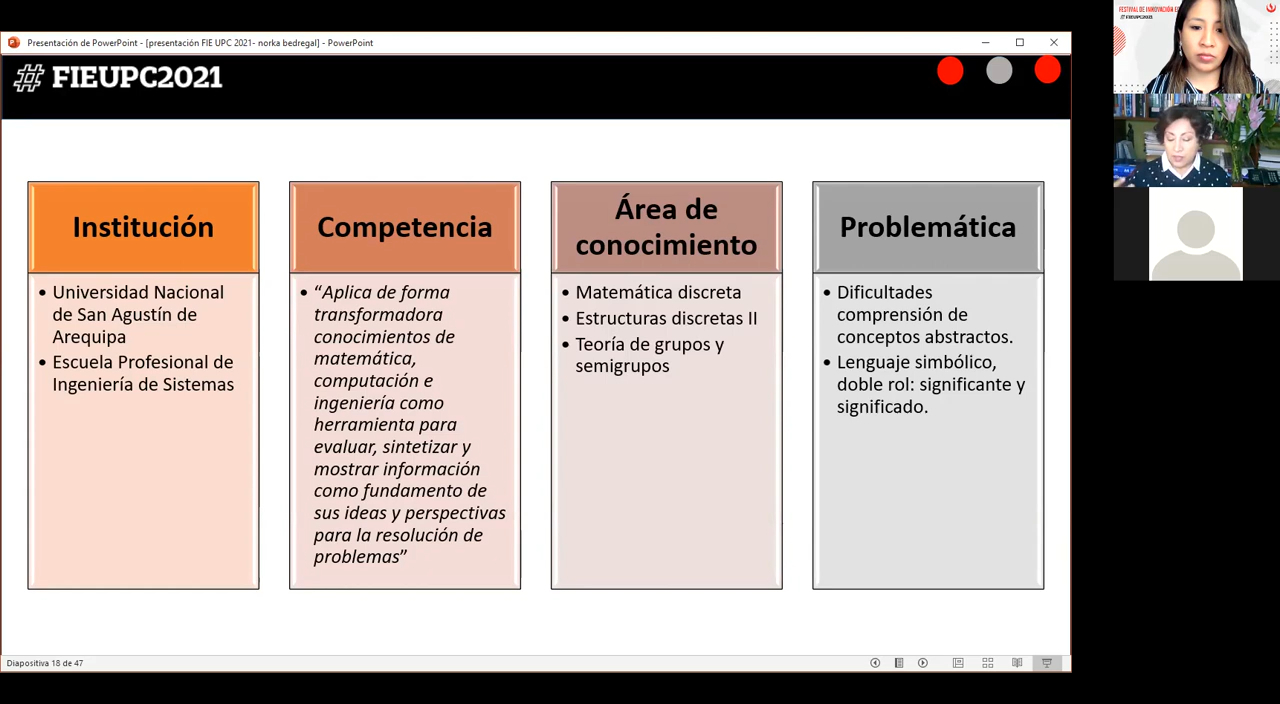 Presentación de PowerPoint - [presentación FIE UPC 2021- norka bedregal] - PowerPoint
# FIEUPC2021
Institución
• Universidad Nacional
de San Agustín de
Arequipa
• Escuela Profesional de
Ingeniería de Sistemas
Competencia
• “Aplica de forma
transformadora
conocimientos de
matemática,
computación e
ingeniería como
herramienta para
evaluar, sintetizar y
mostrar información
como fundamento de
sus ideas y perspectivas
para la resolución de
problemas”
Área de
conocimiento
• Matemática discreta
• Estructuras discretas II
• Teoría de grupos y
semigrupos
Problemática
• Dificultades
comprensión de
conceptos abstractos.
• Lenguaje simbólico,
doble rol: significante y
significado.
Diapositiva 18 de 47
FESTIVAL DE INNOVACIÓN
#FIEUPC2021